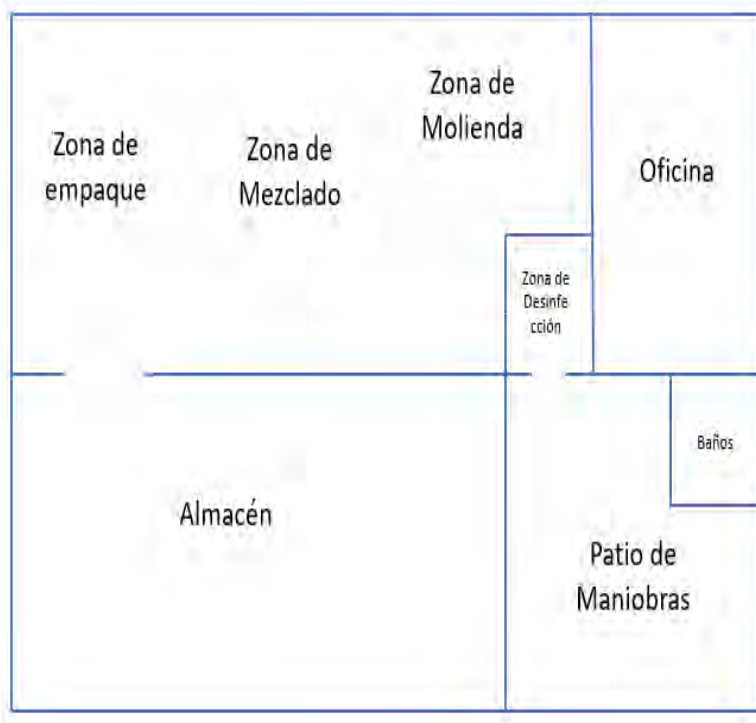 Zona de
Molienda
Zona de
empaque
Zona de
Mezclado
Oficina
Zona de
Desinfe
cción
Baños
Almacén
Patio de
Maniobras